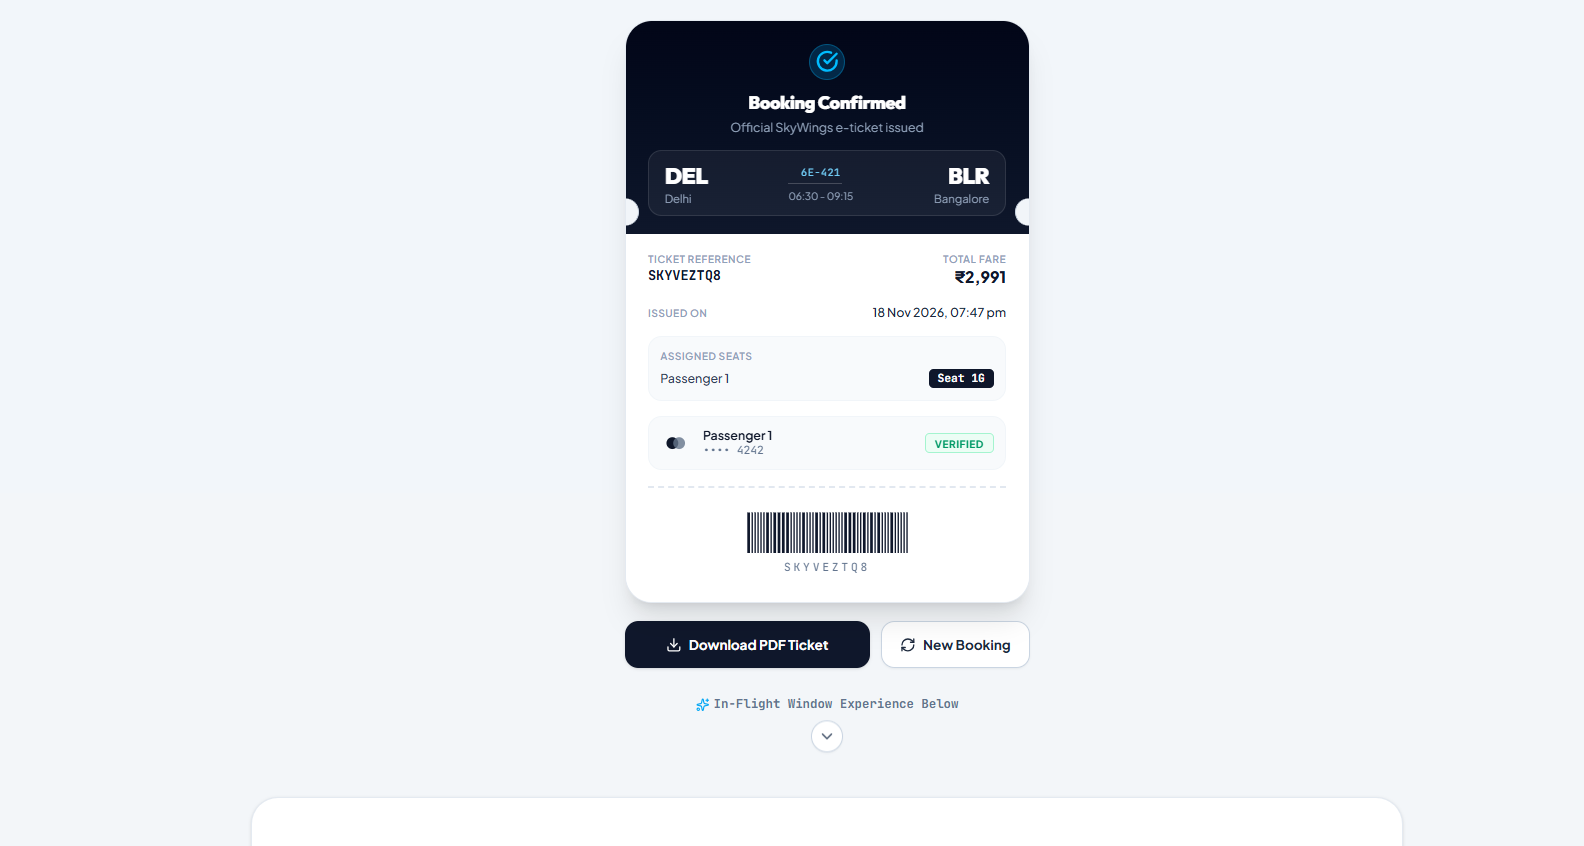 Booking Confirmed
Official SkyWings e-ticket issued
DEL
6E-421
BLR
Delhi
06:30 - 09:15
Bangalore
TICKET REFERENCE
TOTAL FARE
SKYVEZTQ8
₹2,991
ISSUED ON
18 Nov 2026, 07:47 pm
ASSIGNED SEATS
Passenger 1
Seat 1G
Passenger 1
•••• 4242
VERIFIED
SKYVEZTQ8
Download PDF Ticket
New Booking
In-Flight Window Experience Below